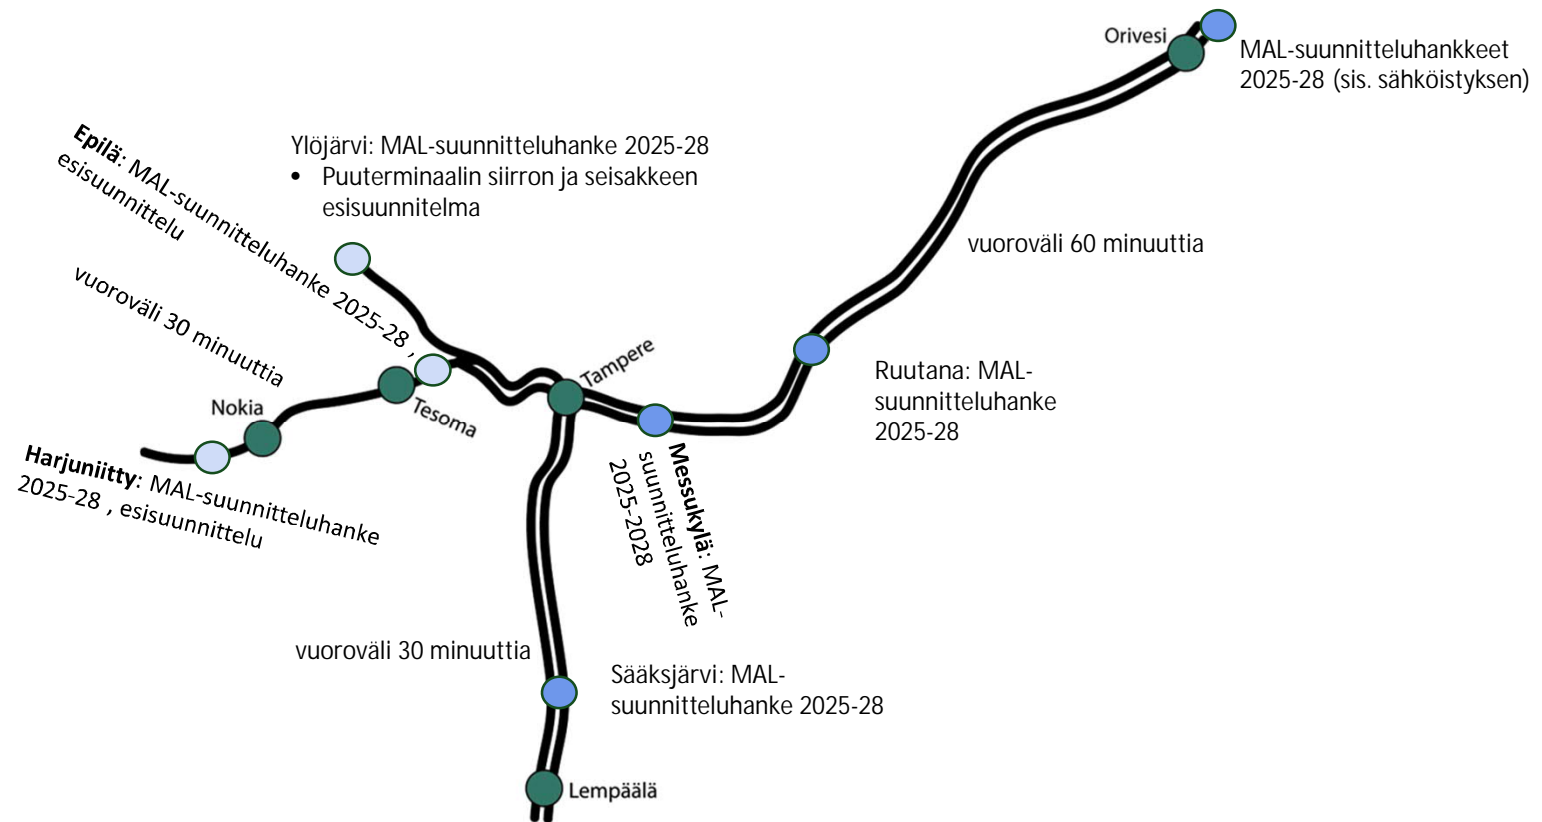 Orivesi
MAL-suunnitteluhankkeet
2025-28 (sis. sähköistyksen)
Ylöjärvi: MAL-suunnitteluhanke 2025-28
• Puuterminaalin siirron ja seisakkeen
esisuunnitelma
Epilä: MAL-suunnitteluhanke 2025-28 ,
esisuunnittelu
vuoroväli 60 minuuttia
vuoroväli 30 minuuttia
Tampere
Ruutana: MAL-
suunnitteluhanke
2025-28
Nokia
Tesoma
Harjuniitty: MAL-suunnitteluhanke
2025-28 , esisuunnittelu
Messukylä: MAL-
suunnitteluhanke
2025-2028
vuoroväli 30 minuuttia
Sääksjärvi: MAL-
suunnitteluhanke 2025-28
Lempäälä